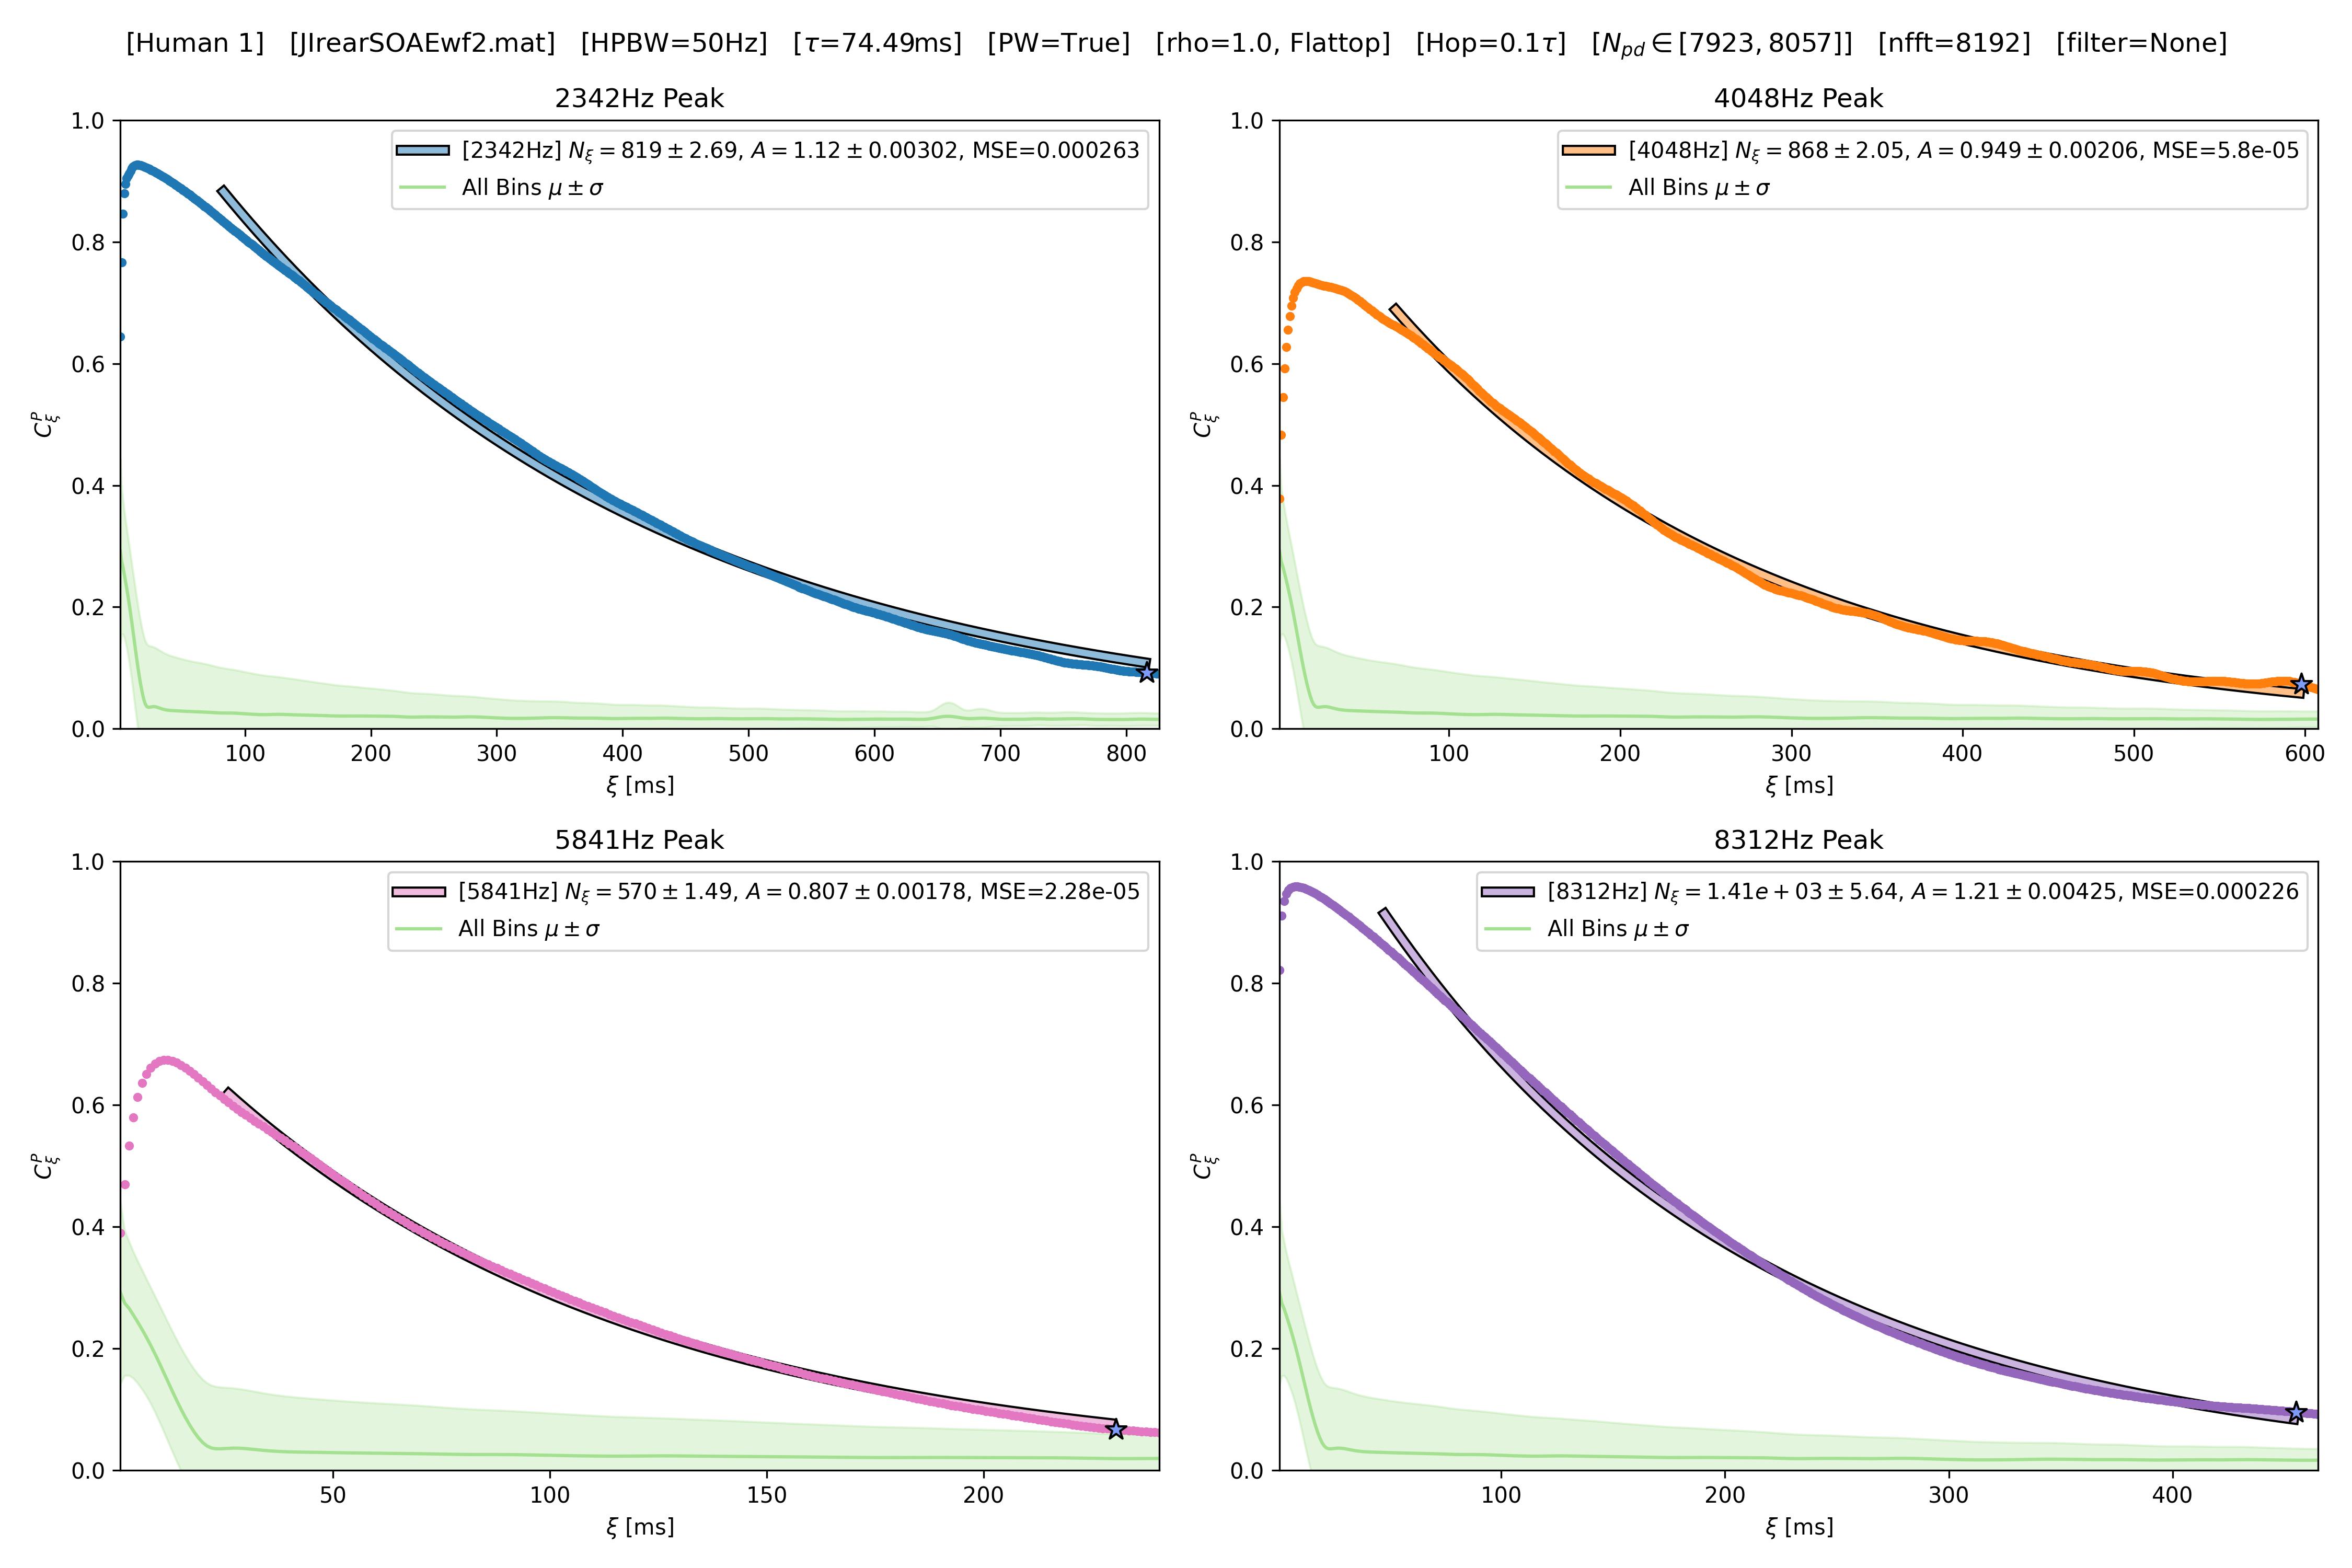 [Human 1] [JIrearSOAEwf2.mat] [HPBW=50Hz] [τ=74.49ms] [PW=True] [rho=1.0, Flattop] [Hop=0.1τ] [N_pd ∈ [7923, 8057]] [nfft=8192] [filter=None]
2342Hz Peak
[2342Hz] N_ξ = 819 ± 2.69, A = 1.12 ± 0.00302, MSE=0.000263
All Bins μ ± σ
1.0
0.8
0.6
0.4
0.2
0.0
C_ξ^P
100 200 300 400 500 600 700 800
ξ [ms]
4048Hz Peak
[4048Hz] N_ξ = 868 ± 2.05, A = 0.949 ± 0.00206, MSE=5.8e-05
All Bins μ ± σ
1.0
0.8
0.6
0.4
0.2
0.0
C_ξ^P
100 200 300 400 500 600
ξ [ms]
5841Hz Peak
[5841Hz] N_ξ = 570 ± 1.49, A = 0.807 ± 0.00178, MSE=2.28e-05
All Bins μ ± σ
1.0
0.8
0.6
0.4
0.2
0.0
C_ξ^P
50 100 150 200
ξ [ms]
8312Hz Peak
[8312Hz] N_ξ = 1.41e + 03 ± 5.64, A = 1.21 ± 0.00425, MSE=0.000226
All Bins μ ± σ
1.0
0.8
0.6
0.4
0.2
0.0
C_ξ^P
100 200 300 400
ξ [ms]